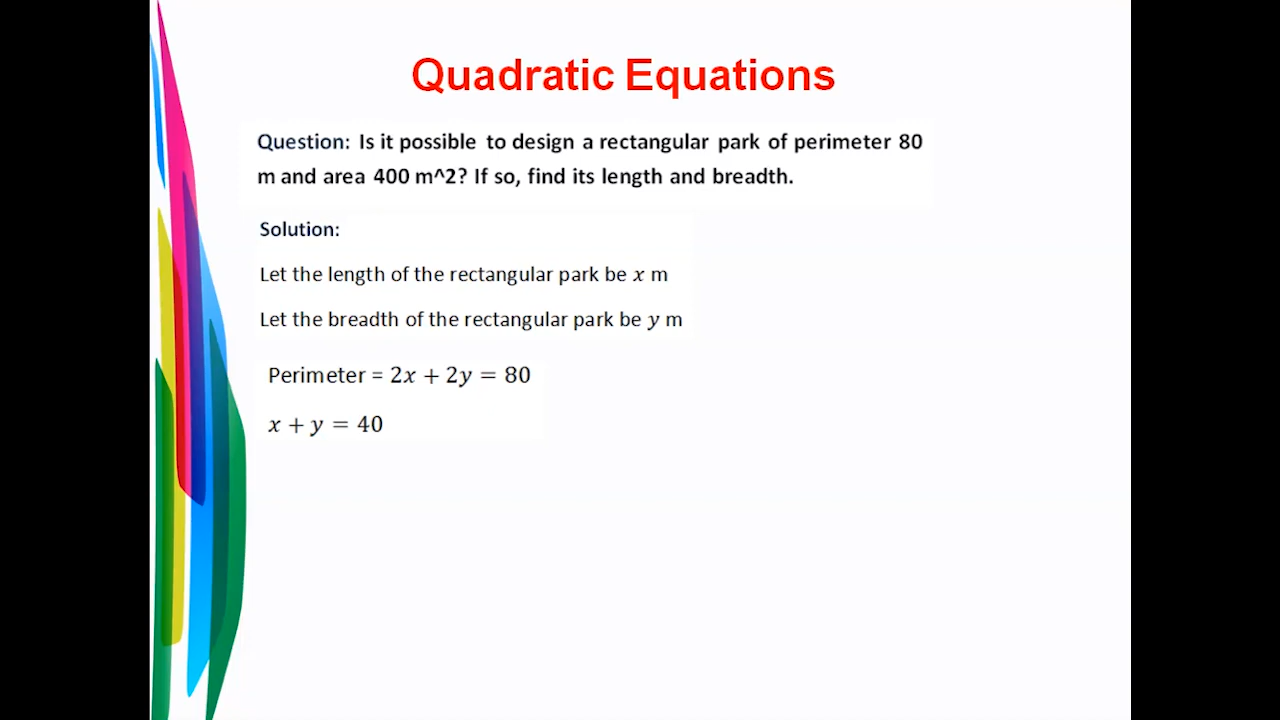 Quadratic Equations
Question: Is it possible to design a rectangular park of perimeter 80
m and area 400 m^2? If so, find its length and breadth.
Solution:
Let the length of the rectangular park be x m
Let the breadth of the rectangular park be y m
Perimeter = 2x + 2y = 80
x + y = 40